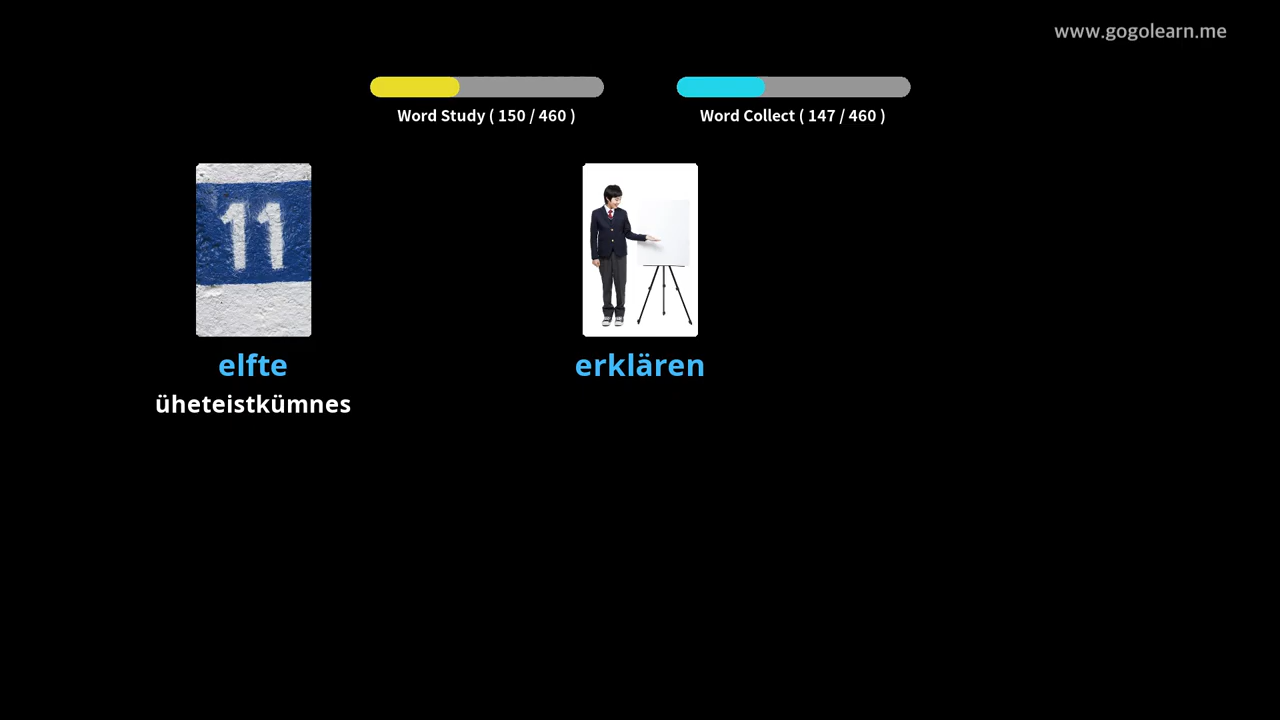 www.gogolearn.me
Word Study ( 150 / 460 )
Word Collect ( 147 / 460 )
11
elfte
erklären
üheteistkümnes